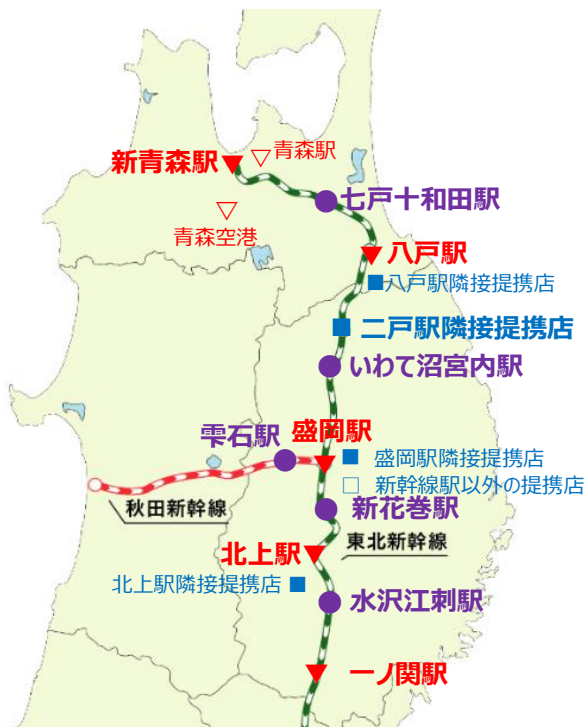 ▽青森駅
新青森駅▼
七戸十和田駅
▽
青森空港
八戸駅
■八戸駅隣接提携店
■ 二戸駅隣接提携店
いわて沼宮内駅
雫石駅
盛岡駅
■ 盛岡駅隣接提携店
□ 新幹線駅以外の提携店
秋田新幹線
新花巻駅
東北新幹線
北上駅
北上駅隣接提携店 ■
水沢江刺駅
一ノ関駅